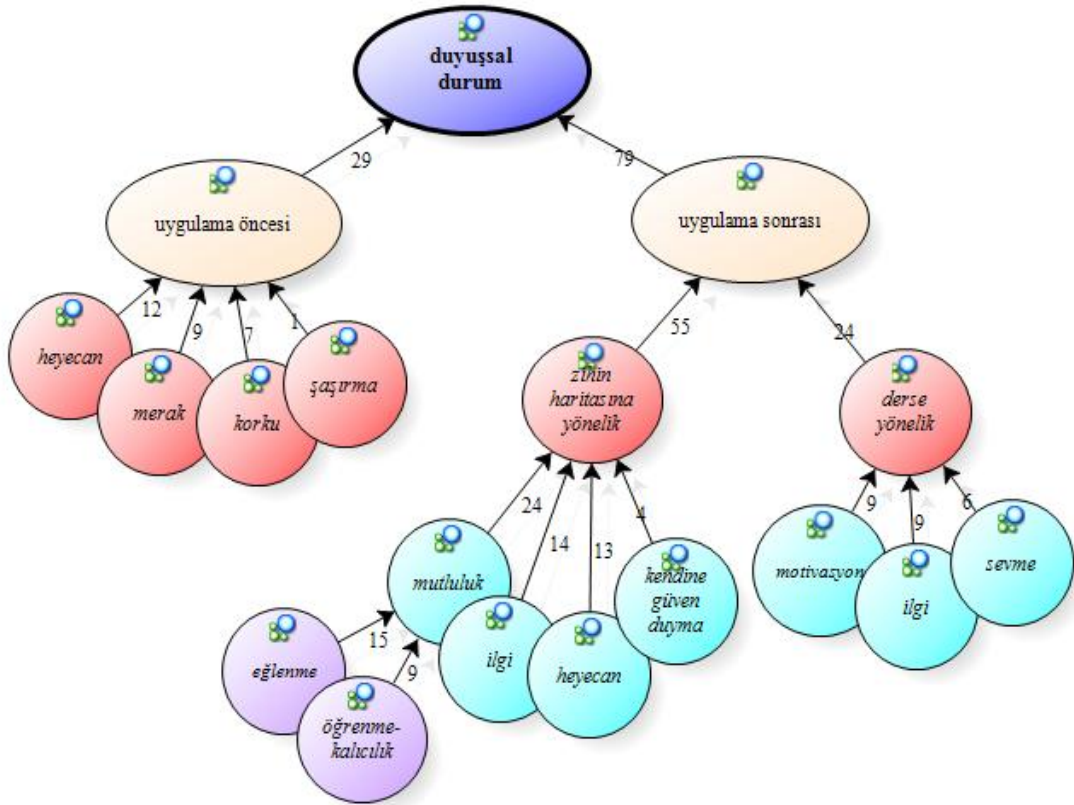 duyuşsal
durum
29
79
uygulama öncesi
uygulama sonrası
12
9
7
1
heyecan
merak
korku
şaşırma
55
24
zihin
haritasına
yönelik
derse
yönelik
24
14
13
4
9
9
6
mutluluk
ilgi
heyecan
kendine
güven
duyma
motivasyon
ilgi
sevme
15
9
eğlenme
öğrenme-
kalıcılık